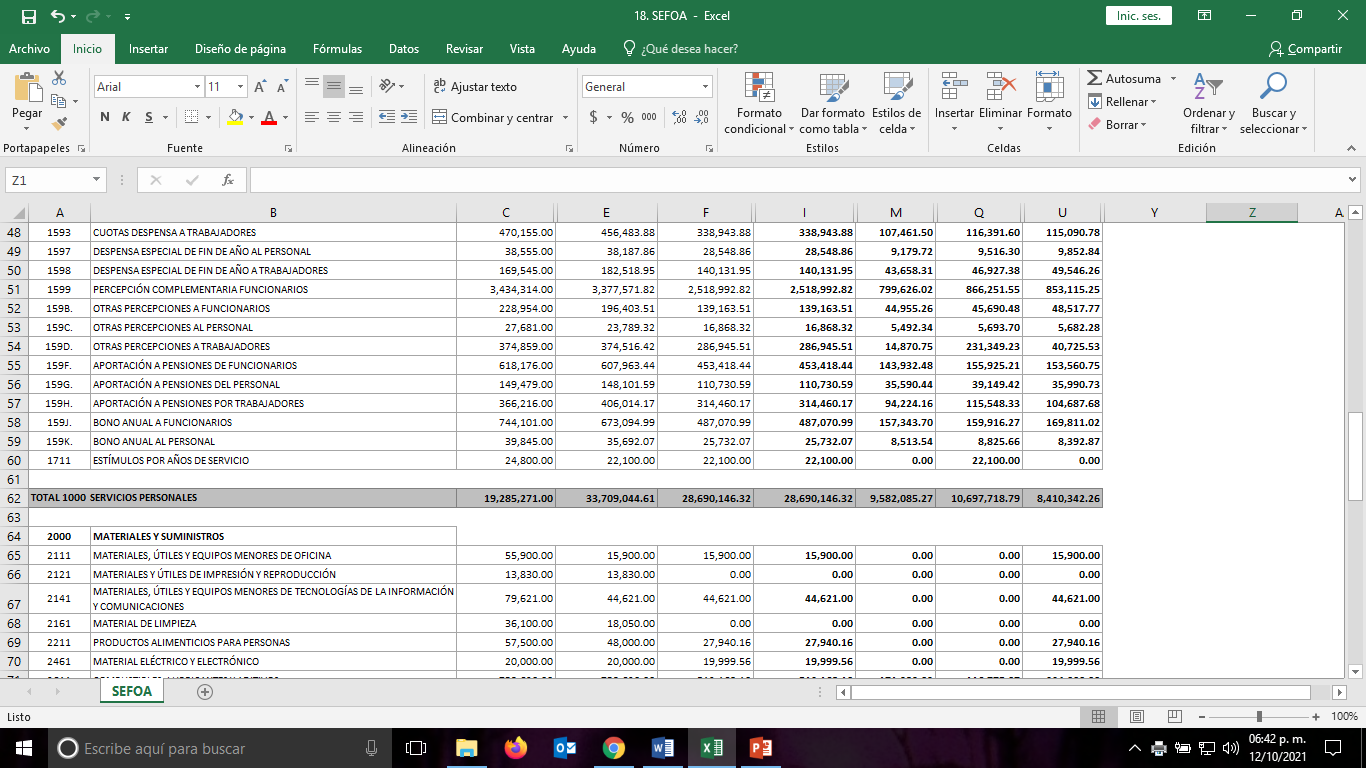 18. SEFOA - Excel
Inic. ses.
Archivo Inicio Insertar Diseño de página Fórmulas Datos Revisar Vista Ayuda ¿Qué desea hacer? Compartir
Pegar
Arial 11
N K S
Ajustar texto
Combinar y centrar
General
$ % 000
Formato condicional
Dar formato como tabla
Estilos de celda
Insertar Eliminar Formato
Autosuma
Rellenar
Borrar
Ordenar y filtrar
Buscar y seleccionar
Portapapeles Fuente Alineación Número Estilos Celdas Edición
Z1 fx
A B C E F I M Q U Y Z A
48 1593 CUOTAS DESPENSA A TRABAJADORES 470,155.00 456,483.88 338,943.88 338,943.88 107,461.50 116,391.60 115,090.78
49 1597 DESPENSA ESPECIAL DE FIN DE AÑO AL PERSONAL 38,555.00 38,187.86 28,548.86 28,548.86 9,179.72 9,516.30 9,852.84
50 1598 DESPENSA ESPECIAL DE FIN DE AÑO A TRABAJADORES 169,545.00 182,518.95 140,131.95 140,131.95 43,658.31 46,927.38 49,546.26
51 1599 PERCEPCIÓN COMPLEMENTARIA FUNCIONARIOS 3,434,314.00 3,377,571.82 2,518,992.82 2,518,992.82 799,626.02 866,251.55 853,115.25
52 159B. OTRAS PERCEPCIONES A FUNCIONARIOS 228,954.00 196,403.51 139,163.51 139,163.51 44,955.26 45,690.48 48,517.77
53 159C. OTRAS PERCEPCIONES AL PERSONAL 27,681.00 23,789.32 16,868.32 16,868.32 5,492.34 5,693.70 5,682.28
54 159D. OTRAS PERCEPCIONES A TRABAJADORES 374,859.00 374,516.42 286,945.51 286,945.51 14,870.75 231,349.23 40,725.53
55 159F. APORTACIÓN A PENSIONES DE FUNCIONARIOS 618,176.00 607,963.44 453,418.44 453,418.44 143,932.48 155,925.21 153,560.75
56 159G. APORTACIÓN A PENSIONES DEL PERSONAL 149,479.00 148,101.59 110,730.59 110,730.59 35,590.44 39,149.42 35,990.73
57 159H. APORTACIÓN A PENSIONES POR TRABAJADORES 366,216.00 406,014.17 314,460.17 314,460.17 94,224.16 115,548.33 104,687.68
58 159J. BONO ANUAL A FUNCIONARIOS 744,101.00 673,094.99 487,070.99 487,070.99 157,343.70 159,916.27 169,811.02
59 159K. BONO ANUAL AL PERSONAL 39,845.00 35,692.07 25,732.07 25,732.07 8,513.54 8,825.66 8,392.87
60 1711 ESTÍMULOS POR AÑOS DE SERVICIO 24,800.00 22,100.00 22,100.00 22,100.00 0.00 22,100.00 0.00
61
62 TOTAL 1000 SERVICIOS PERSONALES 19,285,271.00 33,709,044.61 28,690,146.32 28,690,146.32 9,582,085.27 10,697,718.79 8,410,342.26
63
64 2000 MATERIALES Y SUMINISTROS
65 2111 MATERIALES, ÚTILES Y EQUIPOS MENORES DE OFICINA 55,900.00 15,900.00 15,900.00 15,900.00 0.00 0.00 15,900.00
66 2121 MATERIALES Y ÚTILES DE IMPRESIÓN Y REPRODUCCIÓN 13,830.00 13,830.00 0.00 0.00 0.00 0.00 0.00
67 2141 MATERIALES, ÚTILES Y EQUIPOS MENORES DE TECNOLOGÍAS DE LA INFORMACIÓN
Y COMUNICACIONES 79,621.00 44,621.00 44,621.00 44,621.00 0.00 0.00 44,621.00
68 2161 MATERIAL DE LIMPIEZA 36,100.00 18,050.00 0.00 0.00 0.00 0.00 0.00
69 2211 PRODUCTOS ALIMENTICIOS PARA PERSONAS 57,500.00 48,000.00 27,940.16 27,940.16 0.00 0.00 27,940.16
70 2461 MATERIAL ELÉCTRICO Y ELECTRÓNICO 20,000.00 20,000.00 19,999.56 19,999.56 0.00 0.00 19,999.56
SEFOA
Listo 100%
Escribe aquí para buscar
06:42 p. m.
12/10/2021